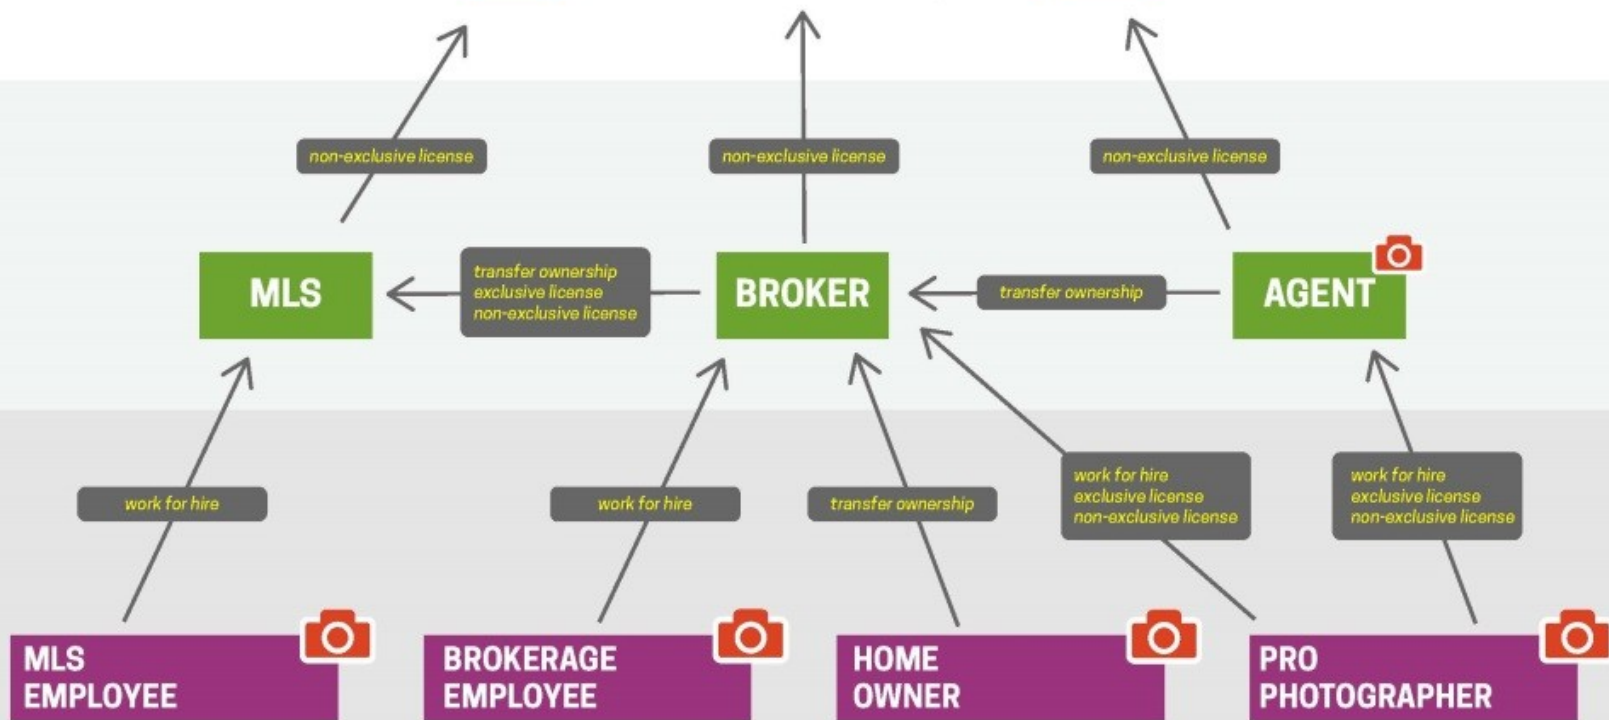 non-exclusive license
non-exclusive license
non-exclusive license
MLS
transfer ownership
exclusive license
non-exclusive license
BROKER
transfer ownership
AGENT
work for hire
work for hire
transfer ownership
work for hire
exclusive license
non-exclusive license
work for hire
exclusive license
non-exclusive license
MLS
EMPLOYEE
BROKERAGE
EMPLOYEE
HOME
OWNER
PRO
PHOTOGRAPHER